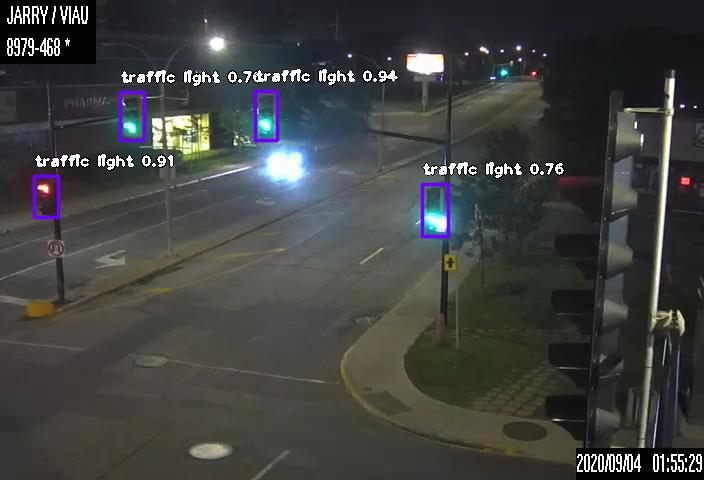 JARRY / VIAU
8979-468 *
traffic light 0.76
traffic light 0.94
PHARMA
traffic light 0.91
traffic light 0.76
2020/09/04 01:55:29